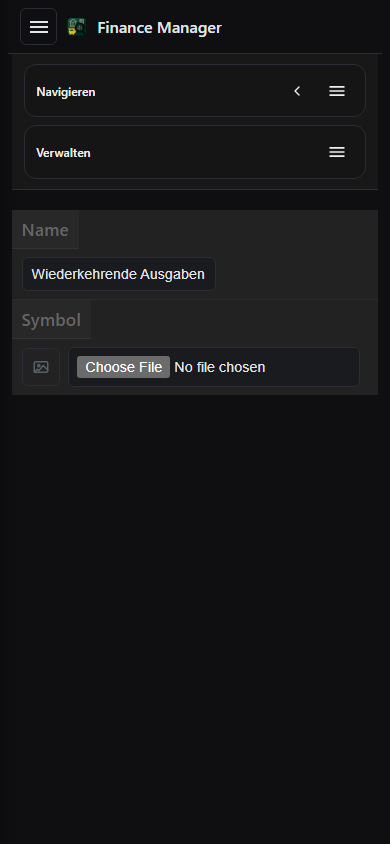 Finance Manager
Navigieren
Verwalten
Name
Wiederkehrende Ausgaben
Symbol
Choose File No file chosen